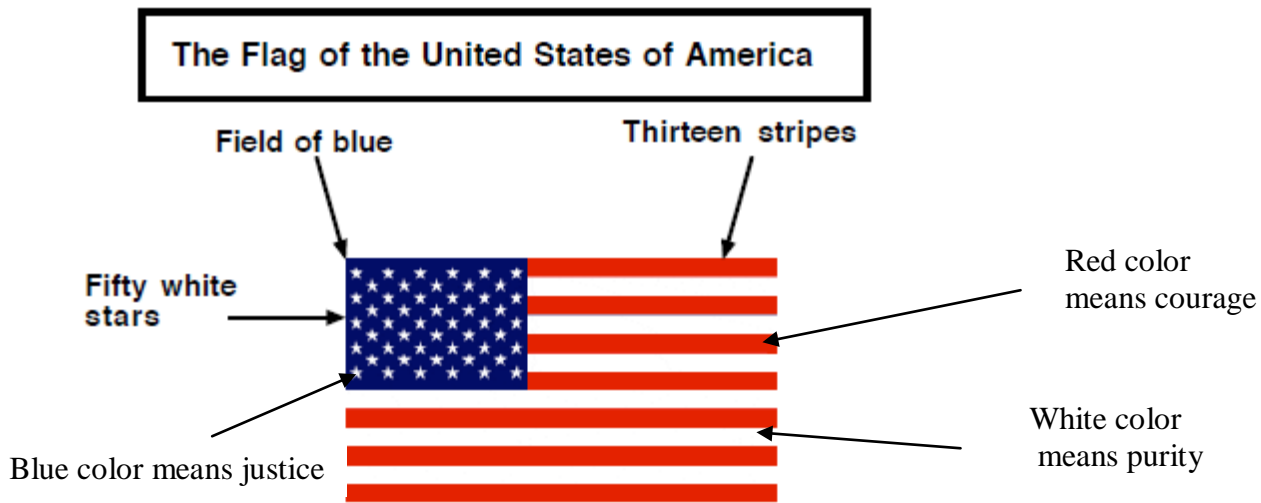 The Flag of the United States of America
Field of blue
Thirteen stripes
Fifty white
stars
Red color
means courage
White color
means purity
Blue color means justice